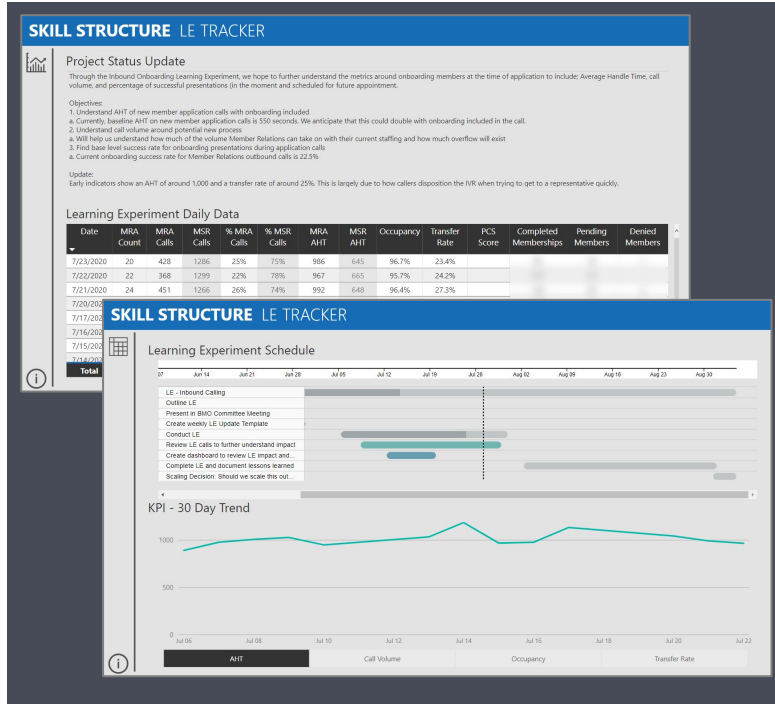 SKILL STRUCTURE LE TRACKER
Project Status Update
Through the Inbound Onboarding Learning Experiment, we hope to further understand the metrics around onboarding members at the time of application to include; Average Handle Time, call
volume, and percentage of successful presentations (in the moment and scheduled for future appointment.
Objectives:
1. Understand AHT of new member application calls with onboarding included
a. Currently, baseline AHT on new member application calls is 550 seconds. We anticipate that this could double with onboarding included in the call.
2. Understand call volume around potential new process
a. Will help us understand how much of the volume Member Relations can take on with their current staffing and how much overflow will exist
3. Find base level success rate for onboarding presentations during application calls
a. Current onboarding success rate for Member Relations outbound calls is 22.5%
Update:
Early indicators show an AHT of around 1,000 and a transfer rate of around 25%. This is largely due to how callers disposition the IVR when trying to get to a representative quickly.
Learning Experiment Daily Data
Date MRA Count MRA Calls MSR Calls % MRA Calls % MSR Calls MRA AHT MSR AHT Occupancy Transfer Rate PCS Score Completed Memberships Pending Members Denied Members
7/23/2020 20 428 1286 25% 75% 986 645 96.7% 23.4%
7/22/2020 22 368 1299 22% 78% 967 665 95.7% 24.2%
7/21/2020 24 451 1266 26% 74% 992 648 96.4% 27.3%
7/20/202
7/17/202
7/16/202
7/15/202
7/14/202
Total
SKILL STRUCTURE LE TRACKER
Learning Experiment Schedule
07 Jun 14 Jun 21 Jun 28 Jul 05 Jul 12 Jul 19 Jul 26 Aug 02 Aug 09 Aug 16 Aug 23 Aug 30
LE - Inbound Calling
Outline LE
Present in BMO Committee Meeting
Create weekly LE Update Template
Conduct LE
Review LE calls to further understand impact
Create dashboard to review LE impact and...
Complete LE and document lessons learned
Scaling Decision: Should we scale this out...
KPI - 30 Day Trend
1000
500
0
Jul 06 Jul 08 Jul 10 Jul 12 Jul 14 Jul 16 Jul 18 Jul 20 Jul 22
AHT Call Volume Occupancy Transfer Rate